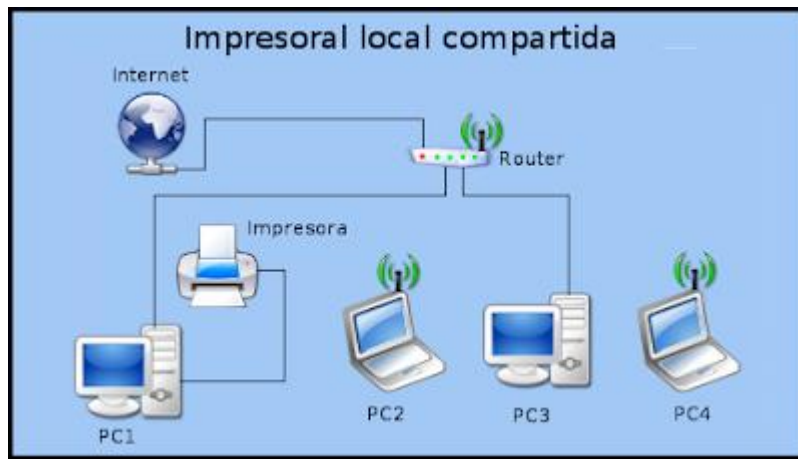 Impresoral local compartida
Internet
Router
Impresora
PC1
PC2
PC3
PC4